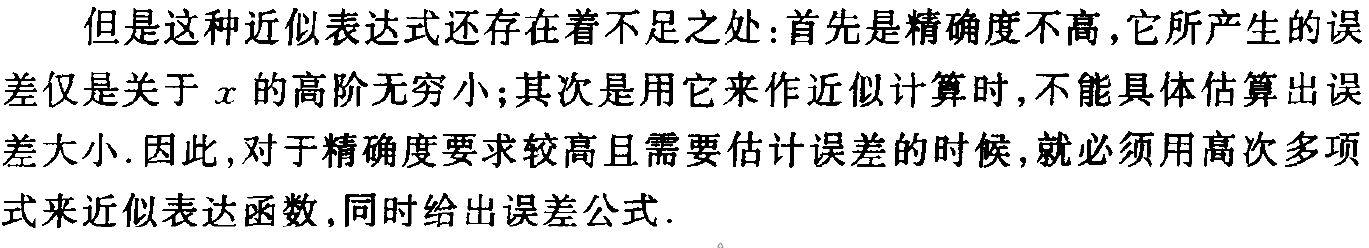 但是这种近似表达式还存在着不足之处:首先是精确度不高,它所产生的误
差仅是关于 x 的高阶无穷小;其次是用它来作近似计算时,不能具体估算出误
差大小.因此,对于精确度要求较高且需要估计误差的时候,就必须用高次多项
式来近似表达函数,同时给出误差公式.